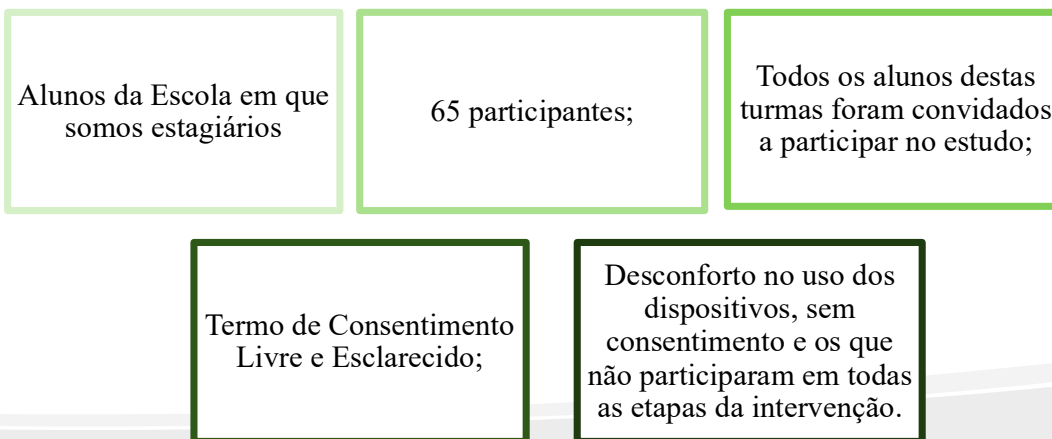 Alunos da Escola em que
somos estagiários
65 participantes;
Todos os alunos destas
turmas foram convidados
a participar no estudo;
Termo de Consentimento
Livre e Esclarecido;
Desconforto no uso dos
dispositivos, sem
consentimento e os que
não participaram em todas
as etapas da intervenção.